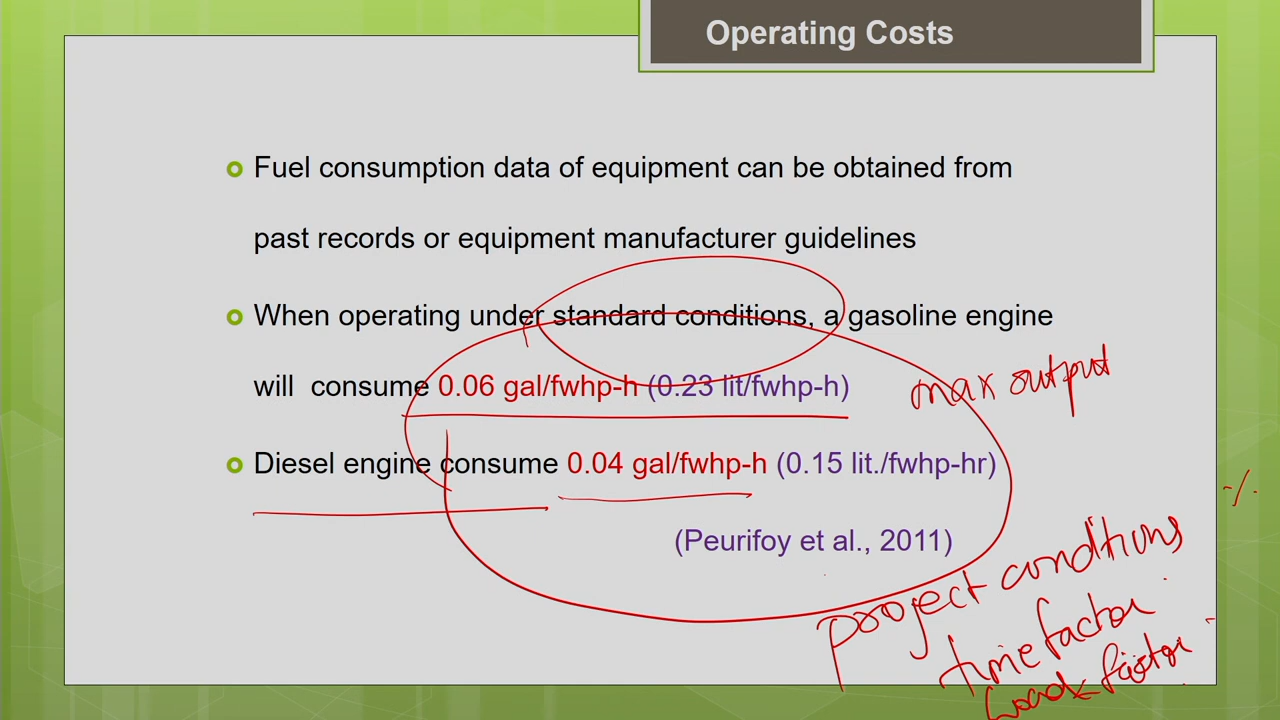 Operating Costs
Fuel consumption data of equipment can be obtained from
past records or equipment manufacturer guidelines
When operating under standard conditions, a gasoline engine
will consume 0.06 gal/fwhp-h (0.23 lit/fwhp-h)
max output
Diesel engine consume 0.04 gal/fwhp-h (0.15 lit./fwhp-hr)
(Peurifoy et al., 2011)
project conditions
time factor
Load factor